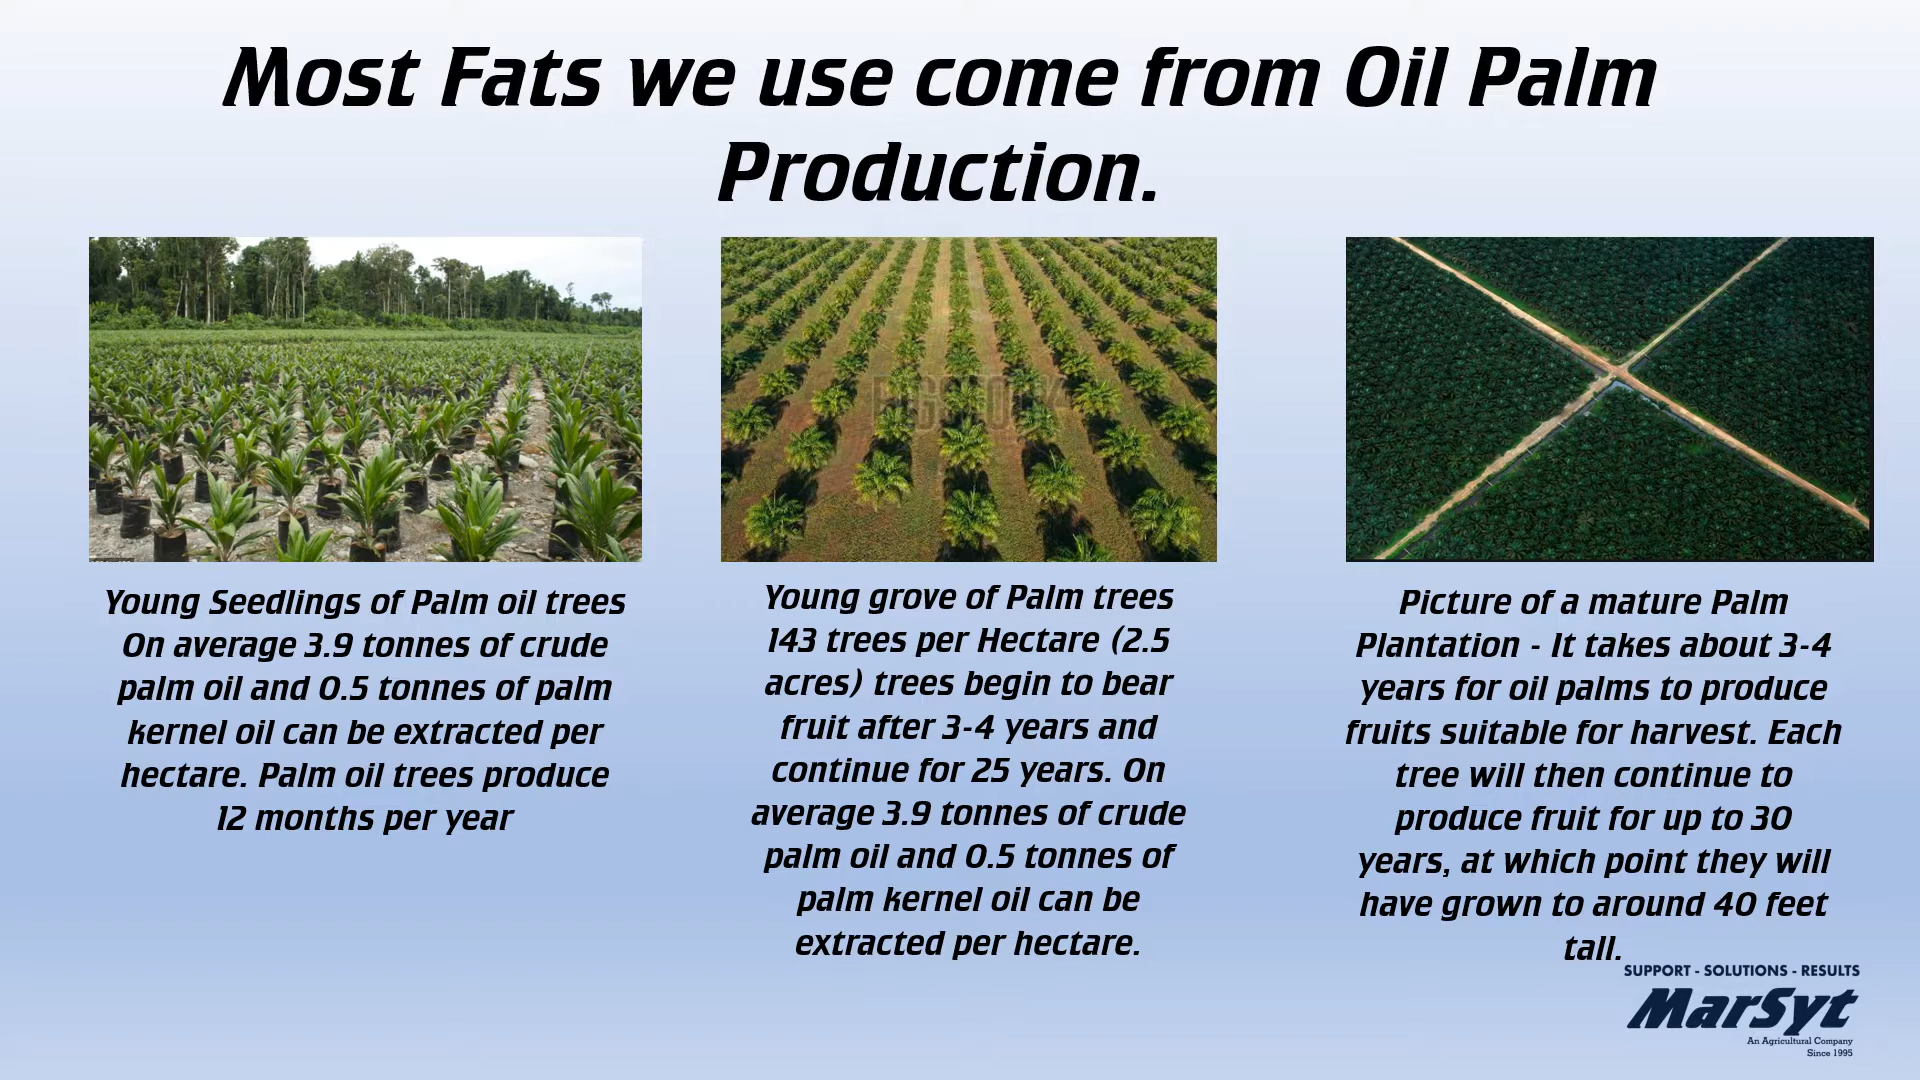 Most Fats we use come from Oil Palm
Production.
BIGSTOCK
Young Seedlings of Palm oil trees
On average 3.9 tonnes of crude
palm oil and 0.5 tonnes of palm
kernel oil can be extracted per
hectare. Palm oil trees produce
12 months per year
Young grove of Palm trees
143 trees per Hectare (2.5
acres) trees begin to bear
fruit after 3-4 years and
continue for 25 years. On
average 3.9 tonnes of crude
palm oil and 0.5 tonnes of
palm kernel oil can be
extracted per hectare.
Picture of a mature Palm
Plantation - It takes about 3-4
years for oil palms to produce
fruits suitable for harvest. Each
tree will then continue to
produce fruit for up to 30
years, at which point they will
have grown to around 40 feet
tall.
SUPPORT - SOLUTIONS - RESULTS
MarSyt
An Agricultural Company
Since 1995